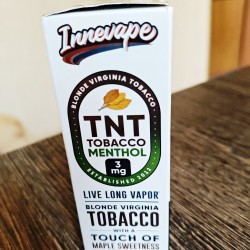 Innevape
BLONDE VIRGINIA TOBACCO
TNT
TOBACCO
MENTHOL
3
mg
ESTABLISHED 2012
LIVE LONG VAPOR
BLONDE VIRGINIA
TOBACCO
WITH A
TOUCH OF
MAPLE SWEETNESS